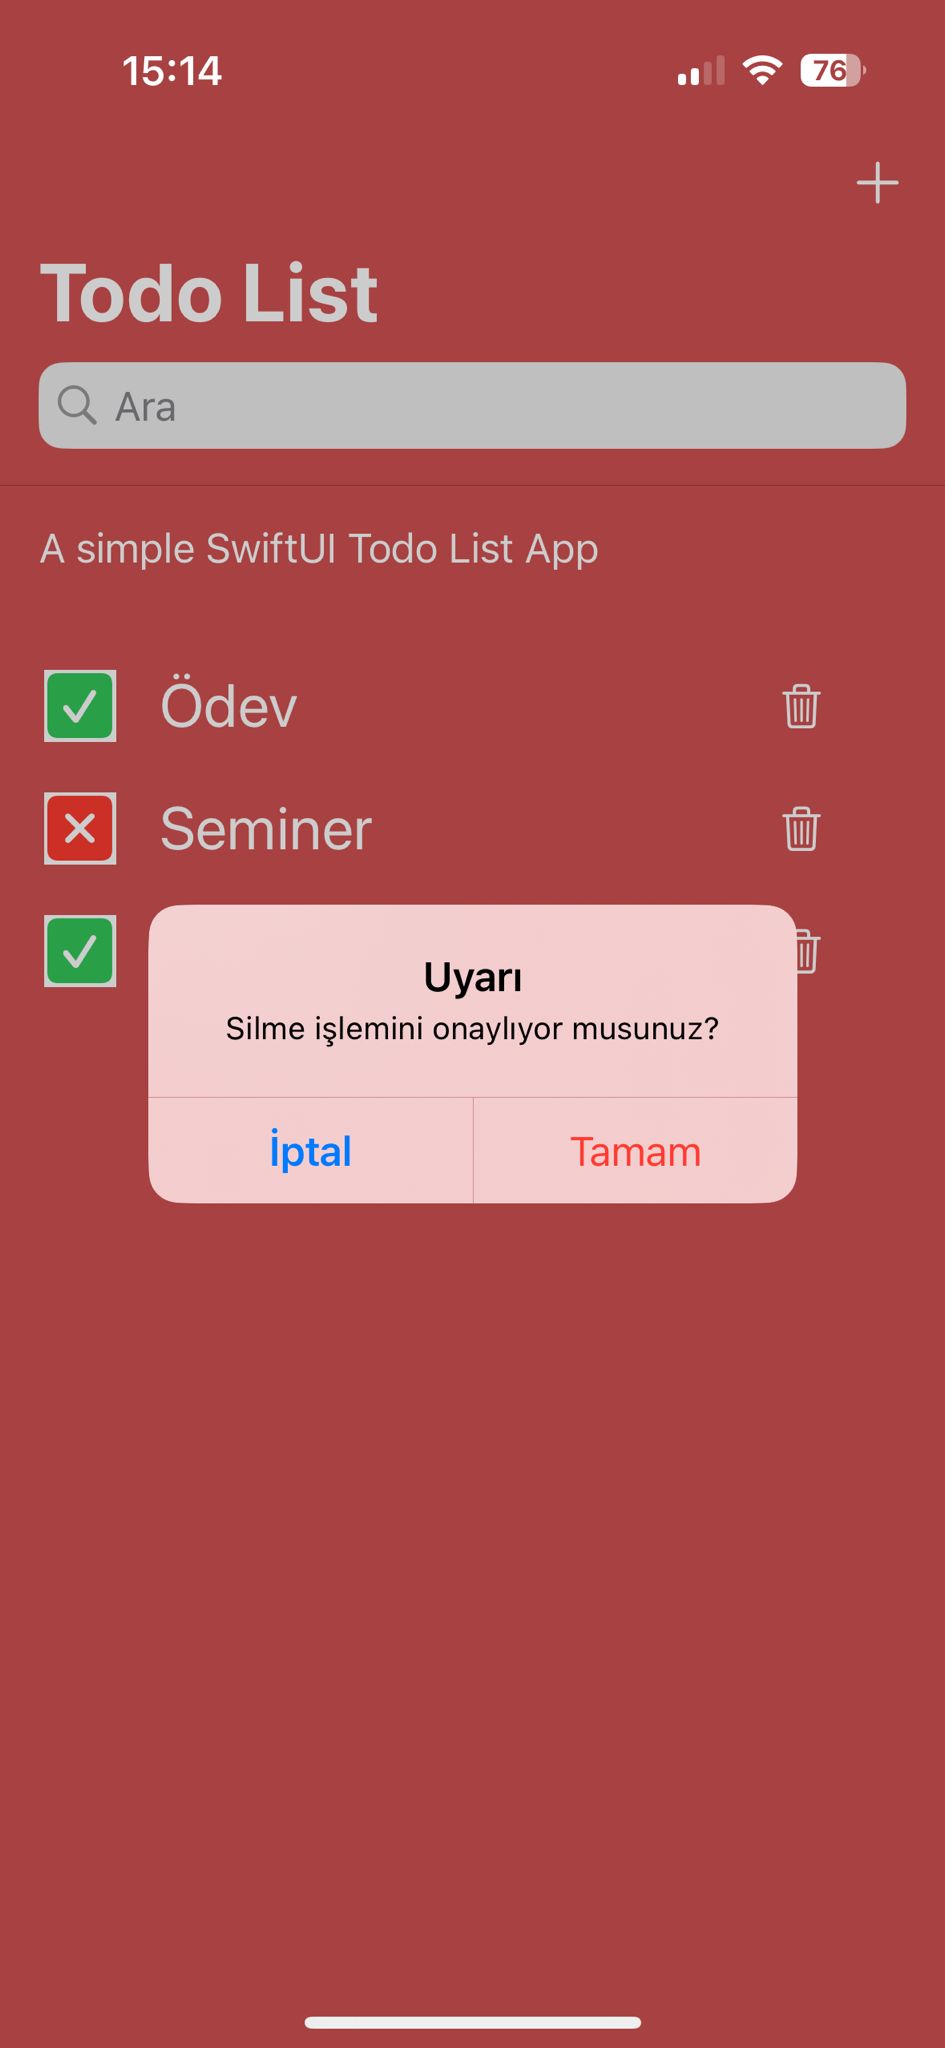 15:14
76
Todo List
Ara
A simple SwiftUI Todo List App
Ödev
Seminer
Uyarı
Silme işlemini onaylıyor musunuz?
İptal
Tamam